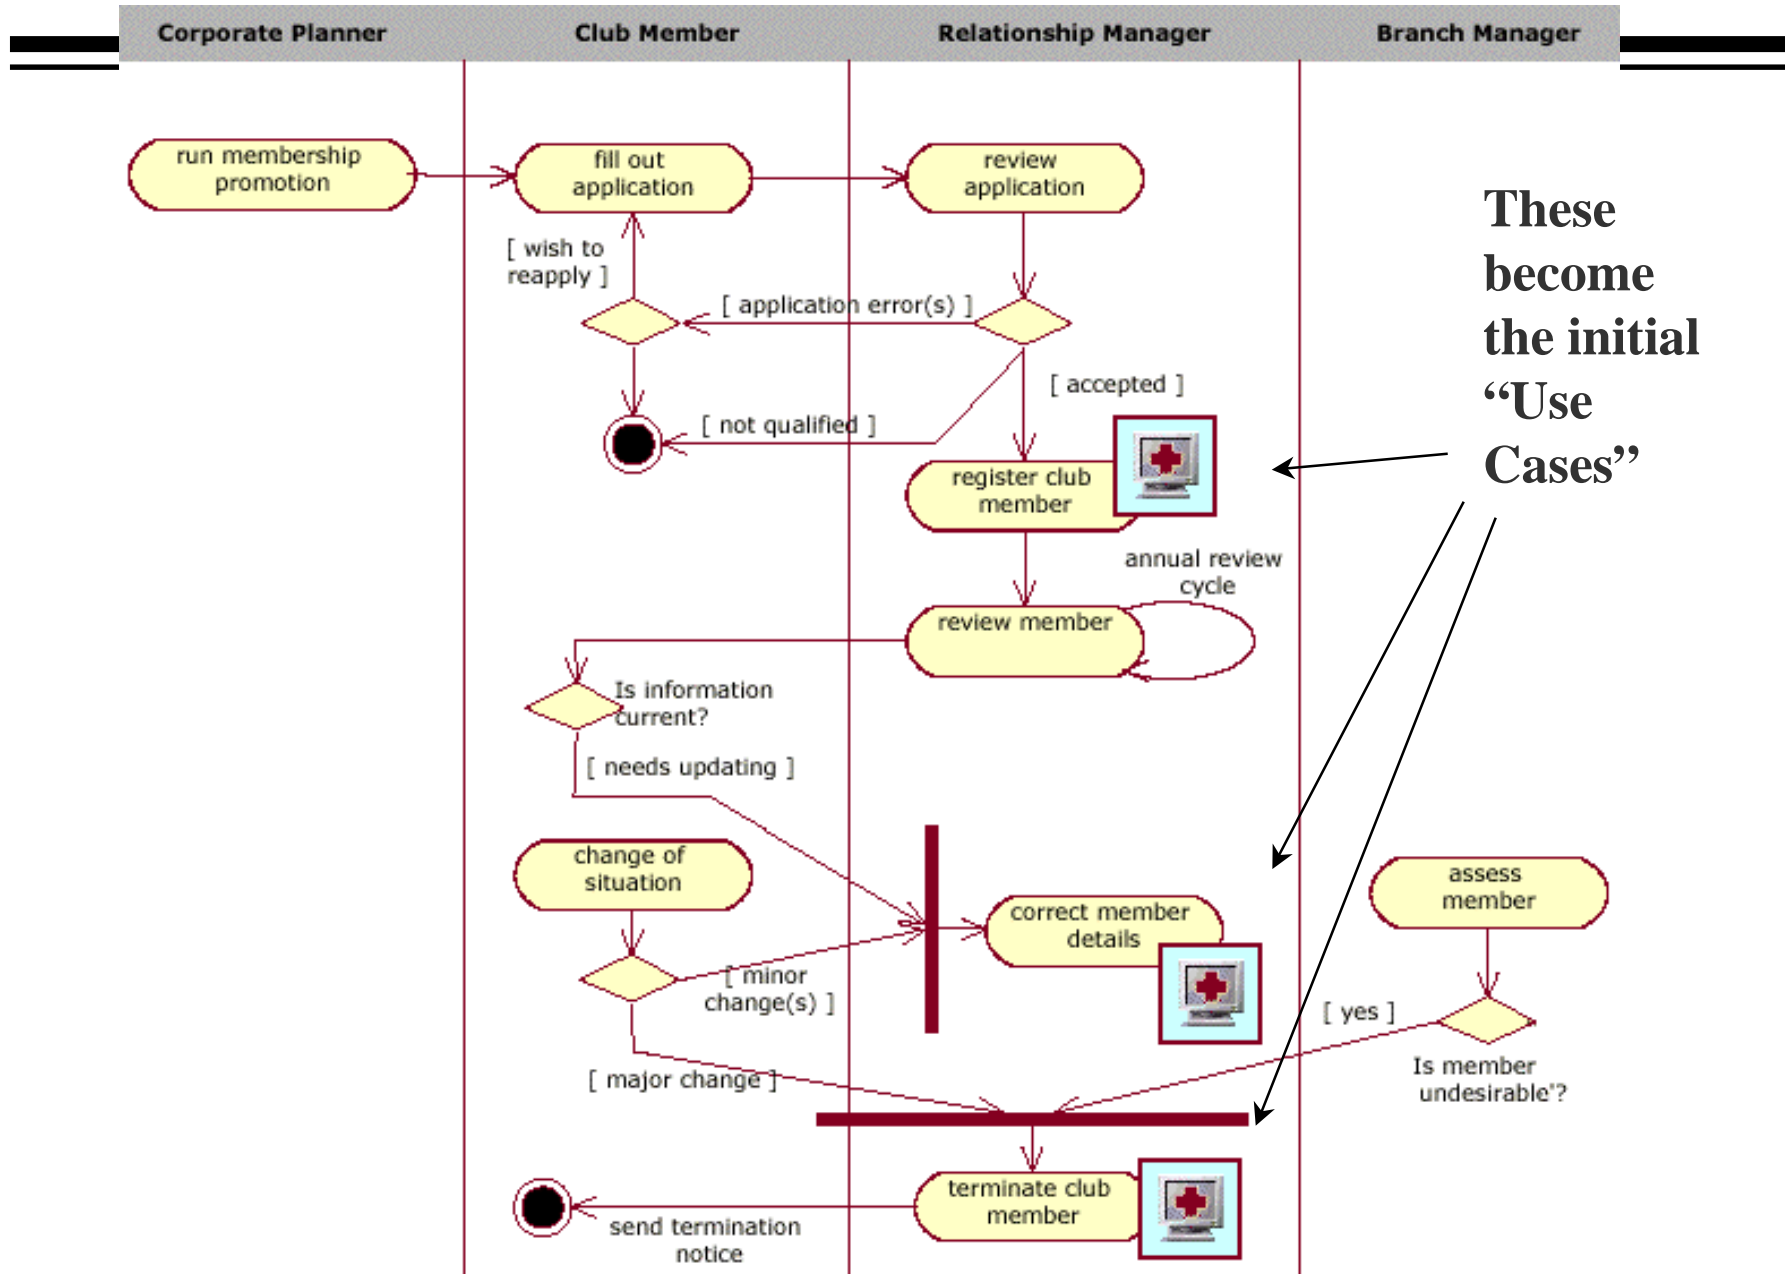 Corporate Planner
Club Member
Relationship Manager
Branch Manager
run membership
promotion
fill out
application
review
application
[ wish to
reapply ]
[ application error(s) ]
[ accepted ]
[ not qualified ]
register club
member
annual review
cycle
review member
Is information
current?
[ needs updating ]
change of
situation
correct member
details
assess
member
[ minor
change(s) ]
[ yes ]
Is member
undesirable'?
[ major change ]
terminate club
member
send termination
notice
These
become
the initial
“Use
Cases”